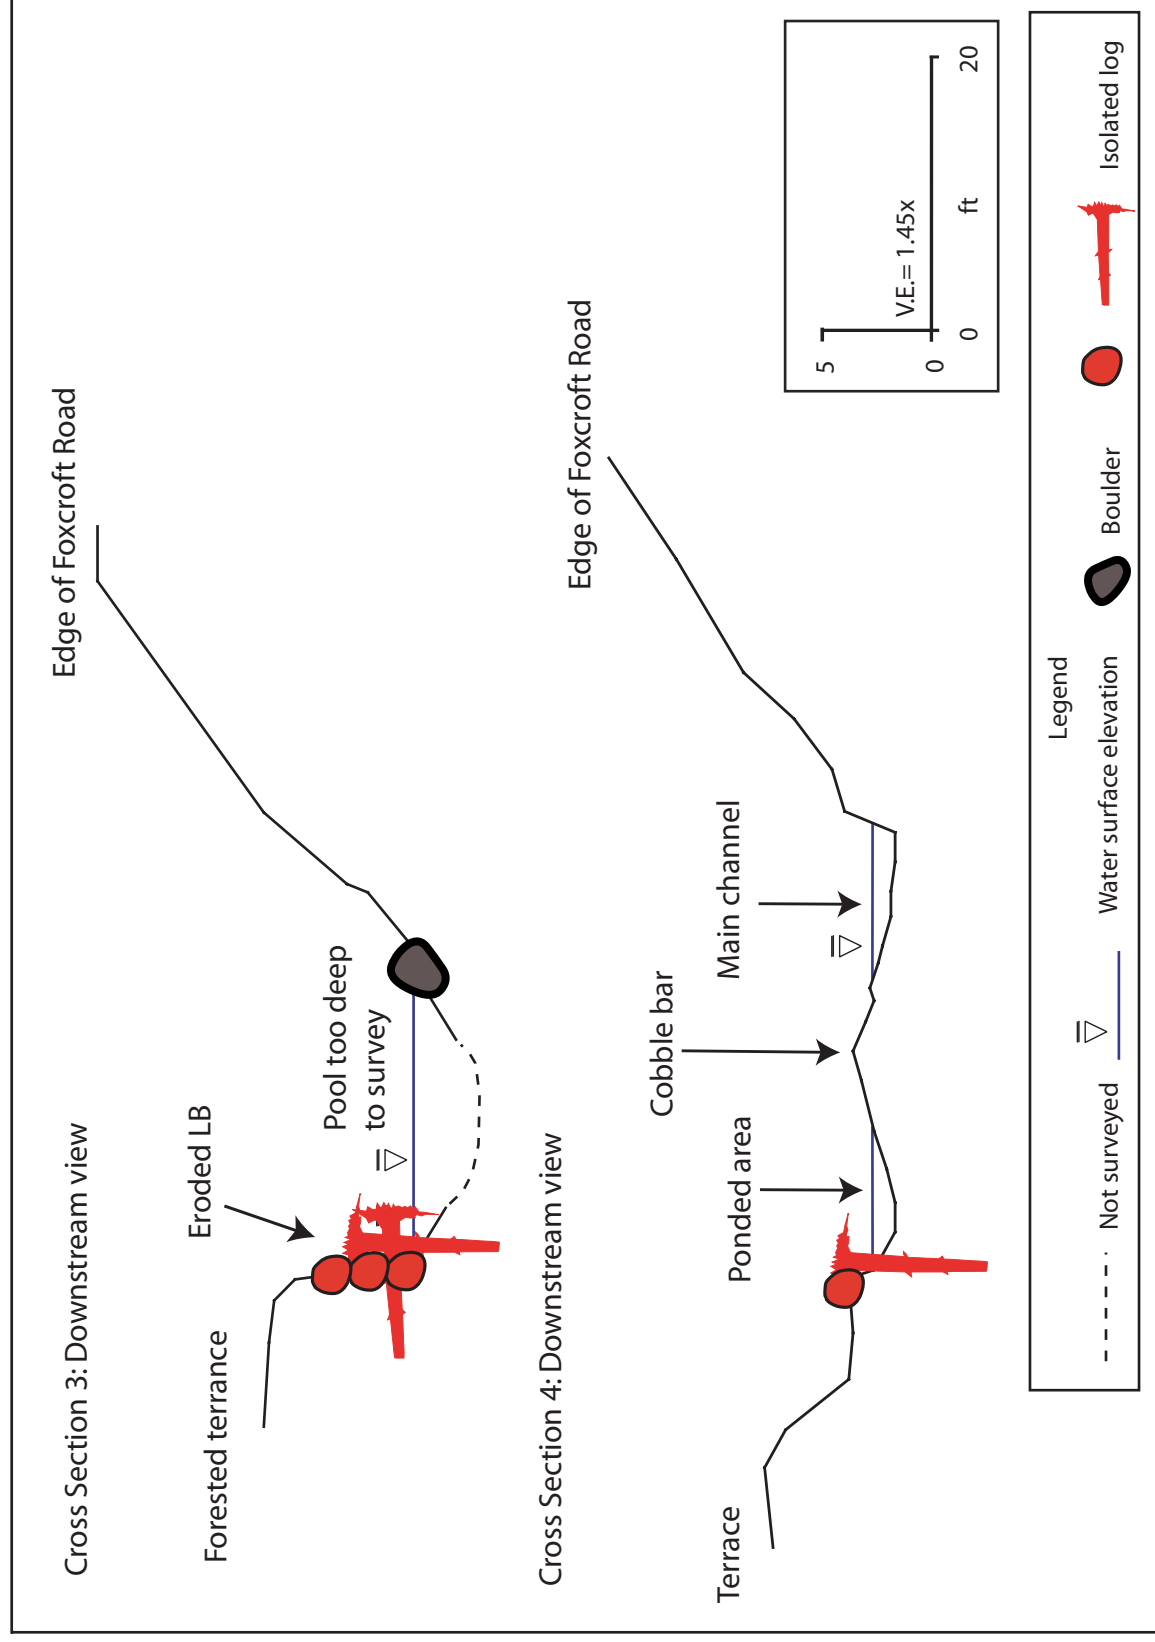 Cross Section 3: Downstream view
Edge of Foxcroft Road
Forested terrance
Eroded LB
Pool too deep
to survey
Cross Section 4: Downstream view
Edge of Foxcroft Road
Terrace
Ponded area
Cobble bar
Main channel
5
V.E.= 1.45x
0
0
ft
20
Legend
Not surveyed
Water surface elevation
Boulder
Isolated log